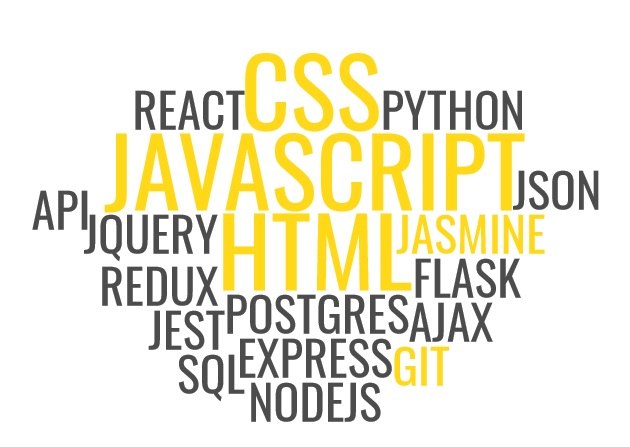 CSS
REACT PYTHON
JAVASCRIPT
JSON
API
JQUERY HTML JASMINE
REDUX FLASK
POSTGRES
JEST AJAX
EXPRESS GIT
SQL
NODEJS